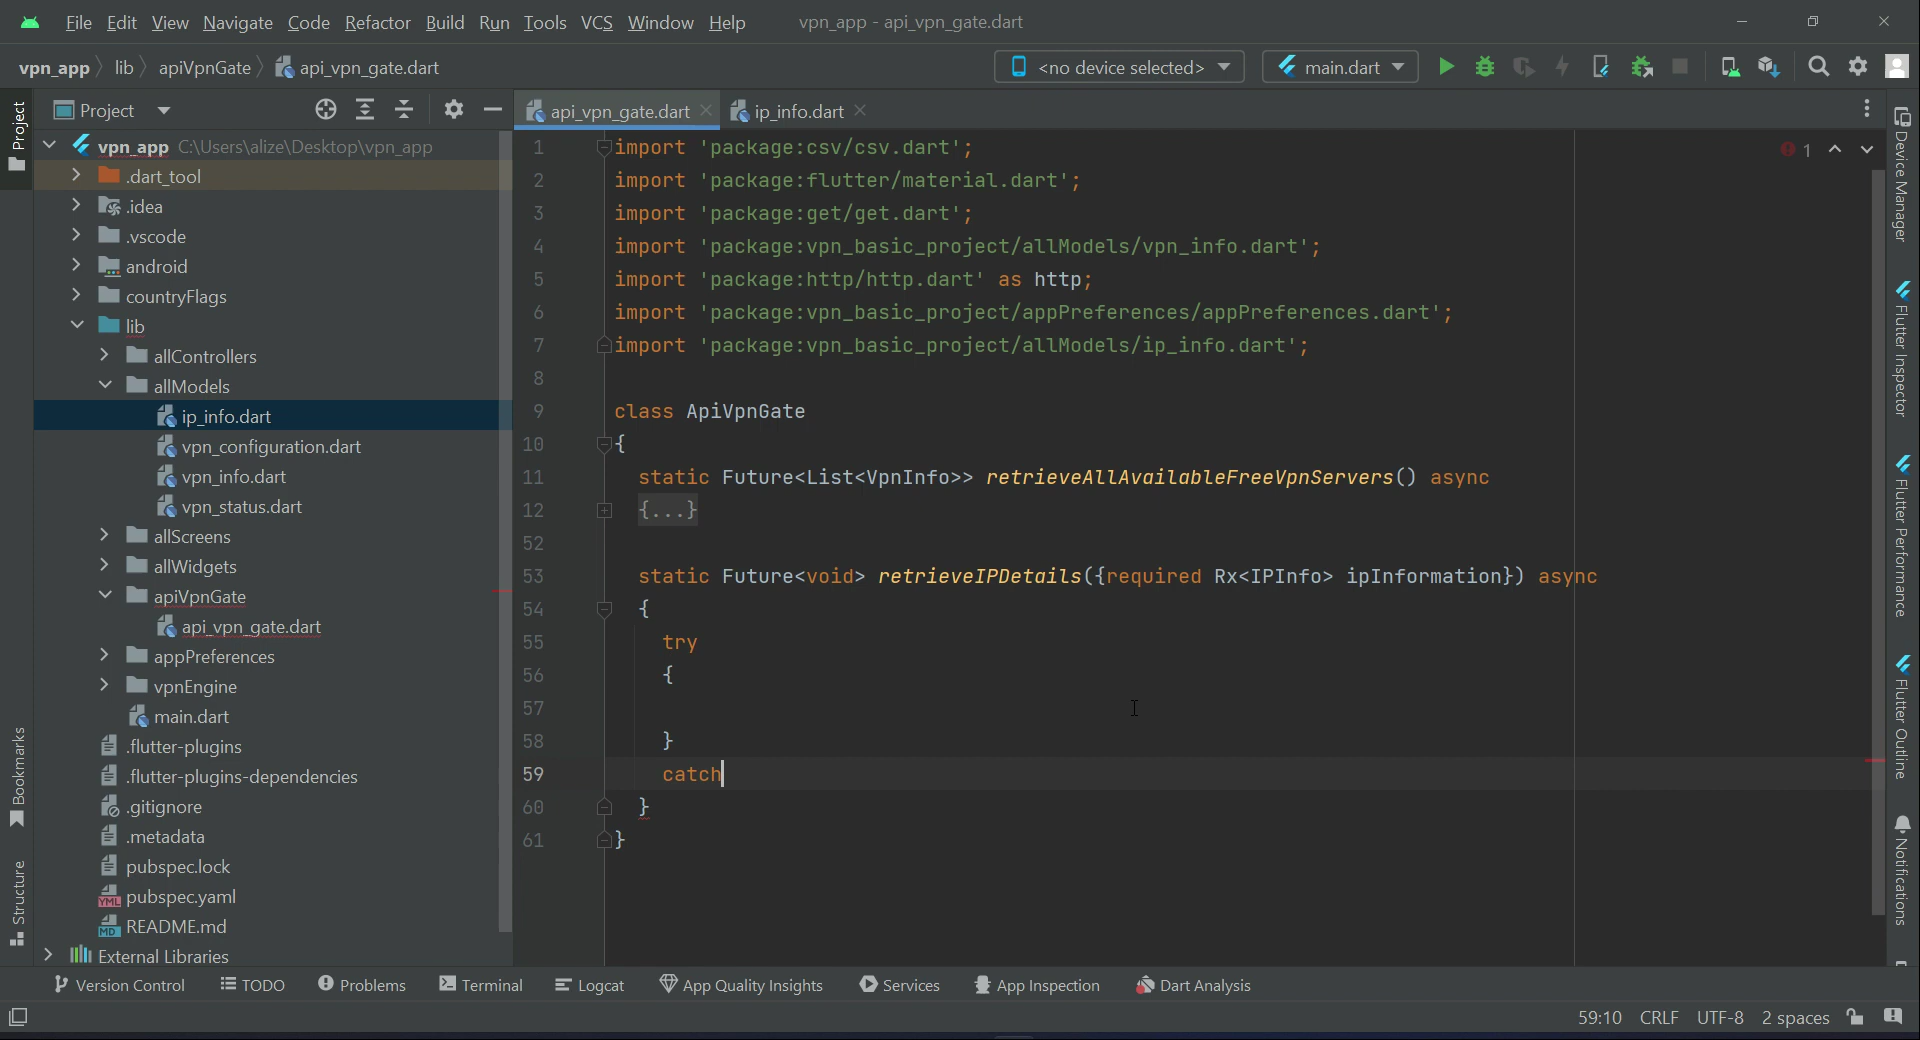 File Edit View Navigate Code Refactor Build Run Tools VCS Window Help vpn_app - api_vpn_gate.dart
vpn_app lib apiVpnGate api_vpn_gate.dart <no device selected> main.dart
Project
api_vpn_gate.dart ip_info.dart
vpn_app C:\Users\alize\Desktop\vpn_app
.dart_tool
.idea
.vscode
android
countryFlags
lib
allControllers
allModels
ip_info.dart
vpn_configuration.dart
vpn_info.dart
vpn_status.dart
allScreens
allWidgets
apiVpnGate
api_vpn_gate.dart
appPreferences
vpnEngine
main.dart
.flutter-plugins
.flutter-plugins-dependencies
.gitignore
.metadata
pubspec.lock
YML pubspec.yaml
MD README.md
External Libraries
1 import 'package:csv/csv.dart';
2 import 'package:flutter/material.dart';
3 import 'package:get/get.dart';
4 import 'package:vpn_basic_project/allModels/vpn_info.dart';
5 import 'package:http/http.dart' as http;
6 import 'package:vpn_basic_project/appPreferences/appPreferences.dart';
7 import 'package:vpn_basic_project/allModels/ip_info.dart';
8
9 class ApiVpnGate
10 {
11 static Future<List<VpnInfo>> retrieveAllAvailableFreeVpnServers() async
12 {...}
52
53 static Future<void> retrieveIPDetails({required Rx<IPInfo> ipInformation}) async
54 {
55 try
56 {
57
58 }
59 catch
60 }
61 }
1
Project
Bookmarks
Structure
Device Manager
Flutter Inspector
Flutter Performance
Flutter Outline
Notifications
Version Control TODO Problems Terminal Logcat App Quality Insights Services App Inspection Dart Analysis
59:10 CRLF UTF-8 2 spaces